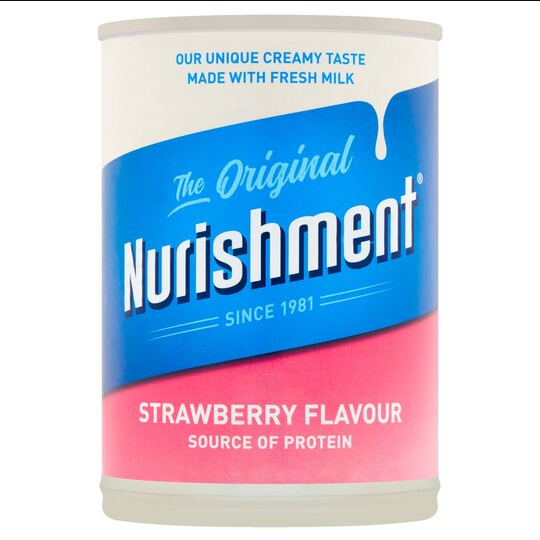 OUR UNIQUE CREAMY TASTE
MADE WITH FRESH MILK
The Original
Nurishment®
SINCE 1981
STRAWBERRY FLAVOUR
SOURCE OF PROTEIN